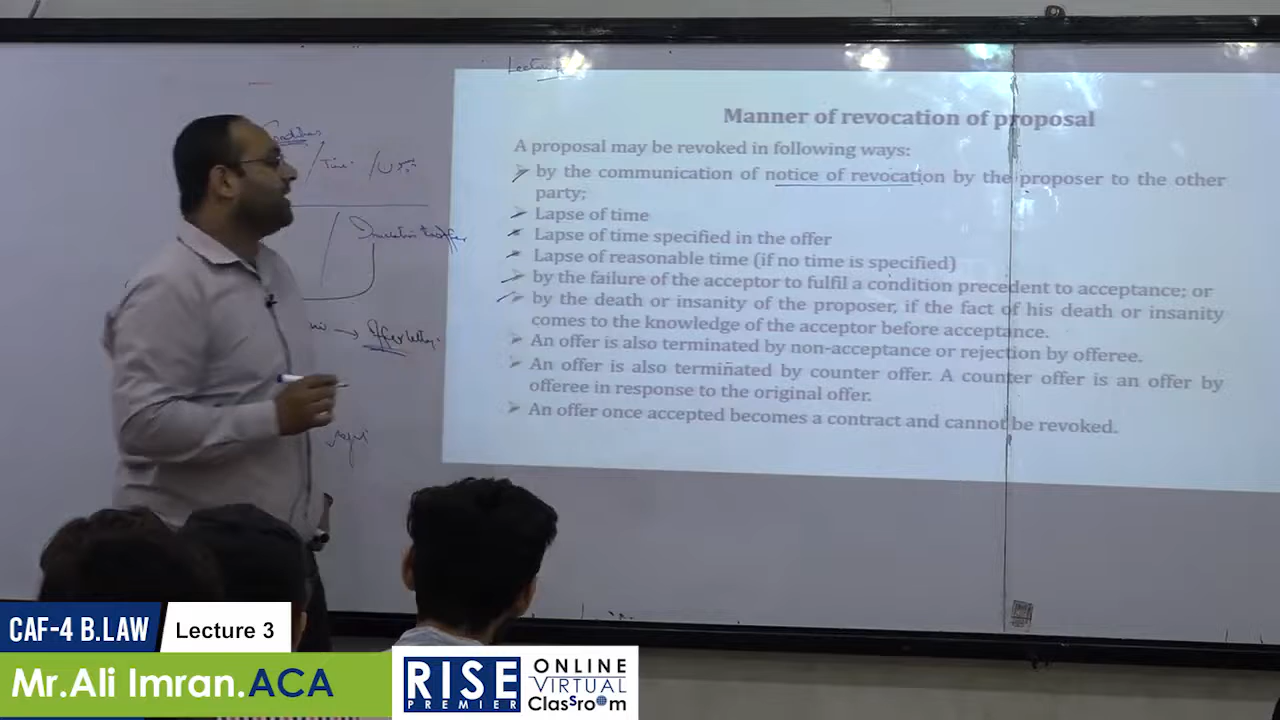 Lecture
Manner of revocation of proposal
A proposal may be revoked in following ways:
by the communication of notice of revocation by the proposer to the other
party;
Lapse of time
Lapse of time specified in the offer
Lapse of reasonable time (if no time is specified)
by the failure of the acceptor to fulfil a condition precedent to acceptance; or
by the death or insanity of the proposer, if the fact of his death or insanity
comes to the knowledge of the acceptor before acceptance.
An offer is also terminated by non-acceptance or rejection by offeree.
An offer is also terminated by counter offer. A counter offer is an offer by
offeree in response to the original offer.
An offer once accepted becomes a contract and cannot be revoked.
Conditions
/ Time /
Offer letter
CAF-4 B.LAW
Lecture 3
Mr.Ali Imran.ACA
RISE
PREMIER
ONLINE
VIRTUAL
Classroom